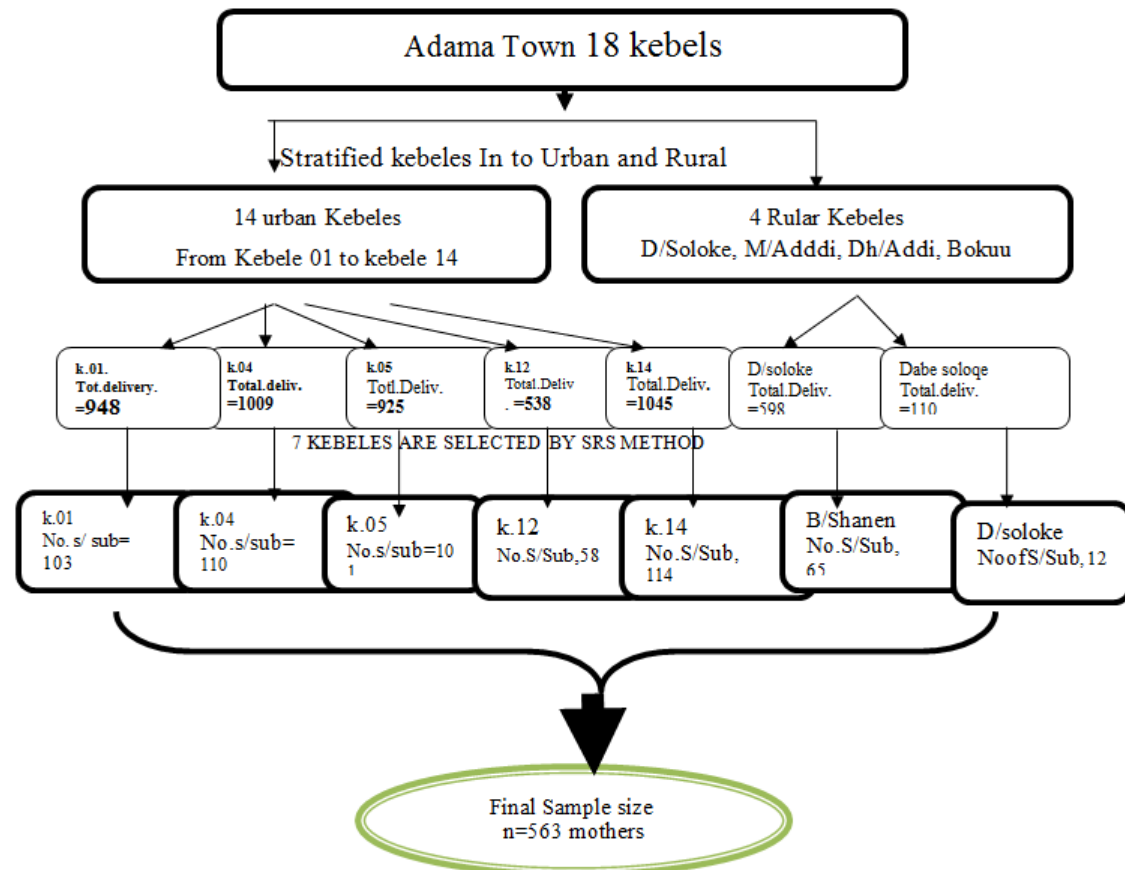 Adama Town 18 kebels
Stratified kebeles In to Urban and Rural
14 urban Kebeles
From Kebele 01 to kebele 14
4 Rular Kebeles
D/Soloke, M/Adddi, Dh/Addi, Bokuu
k.01.
Tot.delivery.
=948
k.04
Total.deliv.
=1009
k.05
Totl.Deliv.
=925
k.12
Total.Deliv
. =538
k.14
Total.Deliv.
=1045
D/soloke
Total.Deliv.
=598
Dabe soloqe
Total.deliv.
=110
7 KEBELES ARE SELECTED BY SRS METHOD
k.01
No. s/ sub=
103
k.04
No.s/sub=
110
k.05
No.s/sub=10
1
k.12
No.S/Sub,58
k.14
No.S/Sub,
114
B/Shanen
No.S/Sub,
65
D/soloke
NoofS/Sub,12
Final Sample size
n=563 mothers